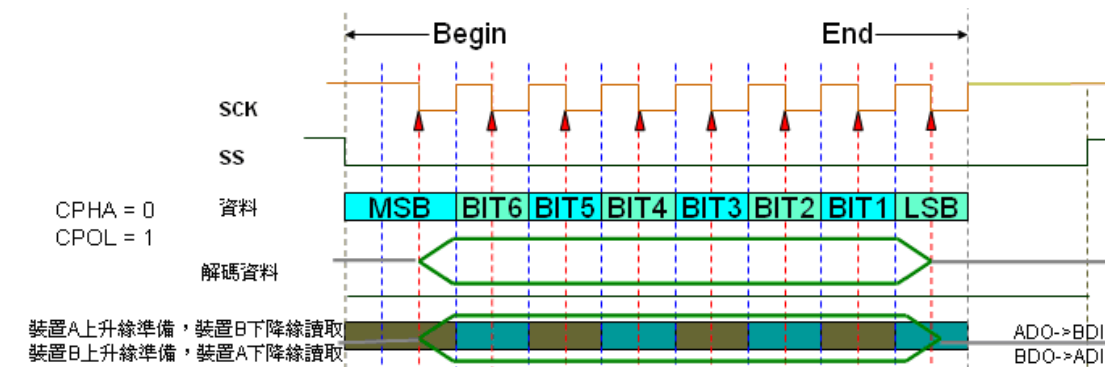 Begin End
SCK
SS
CPHA = 0
CPOL = 1
資料
MSB BIT6 BIT5 BIT4 BIT3 BIT2 BIT1 LSB
解碼資料
裝置A上升緣準備，裝置B下降緣讀取
裝置B上升緣準備，裝置A下降緣讀取
ADO->BDI
BDO->ADI